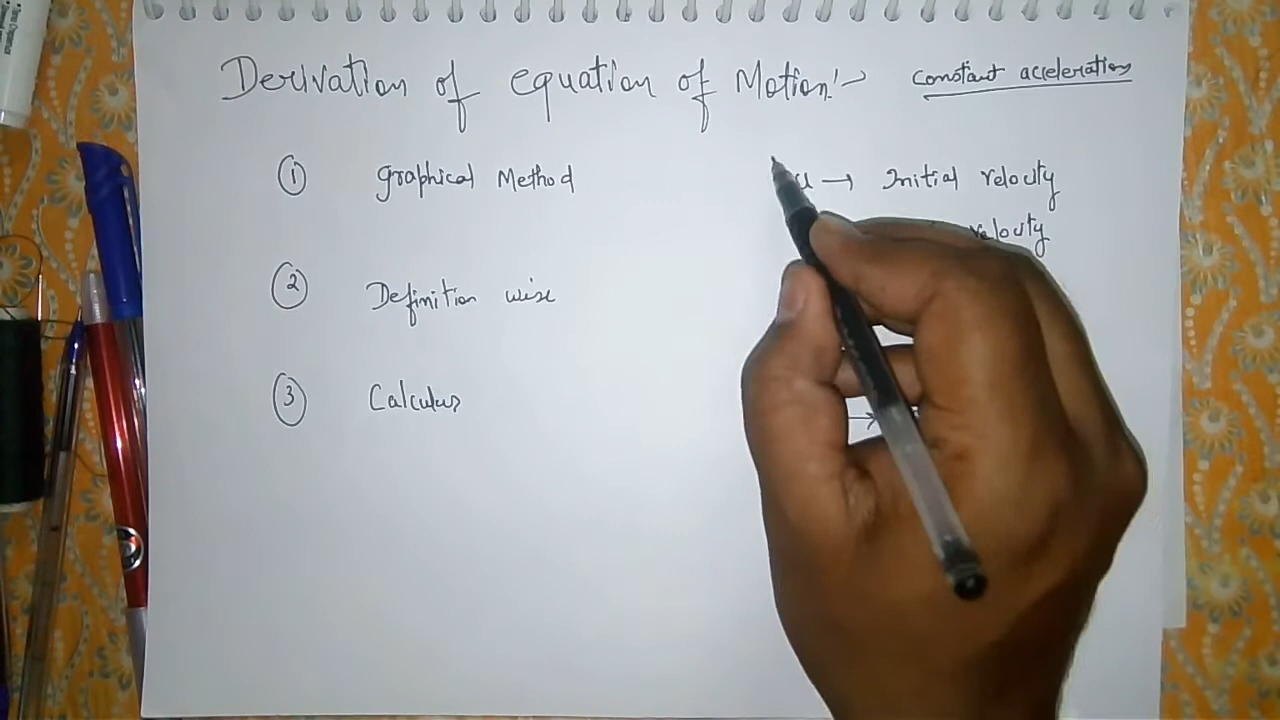 Derivation of equation of Motion:-
constant acceleration
① Graphical Method
u → Initial velocity
velocity
② Definition wise
③ Calculus
→